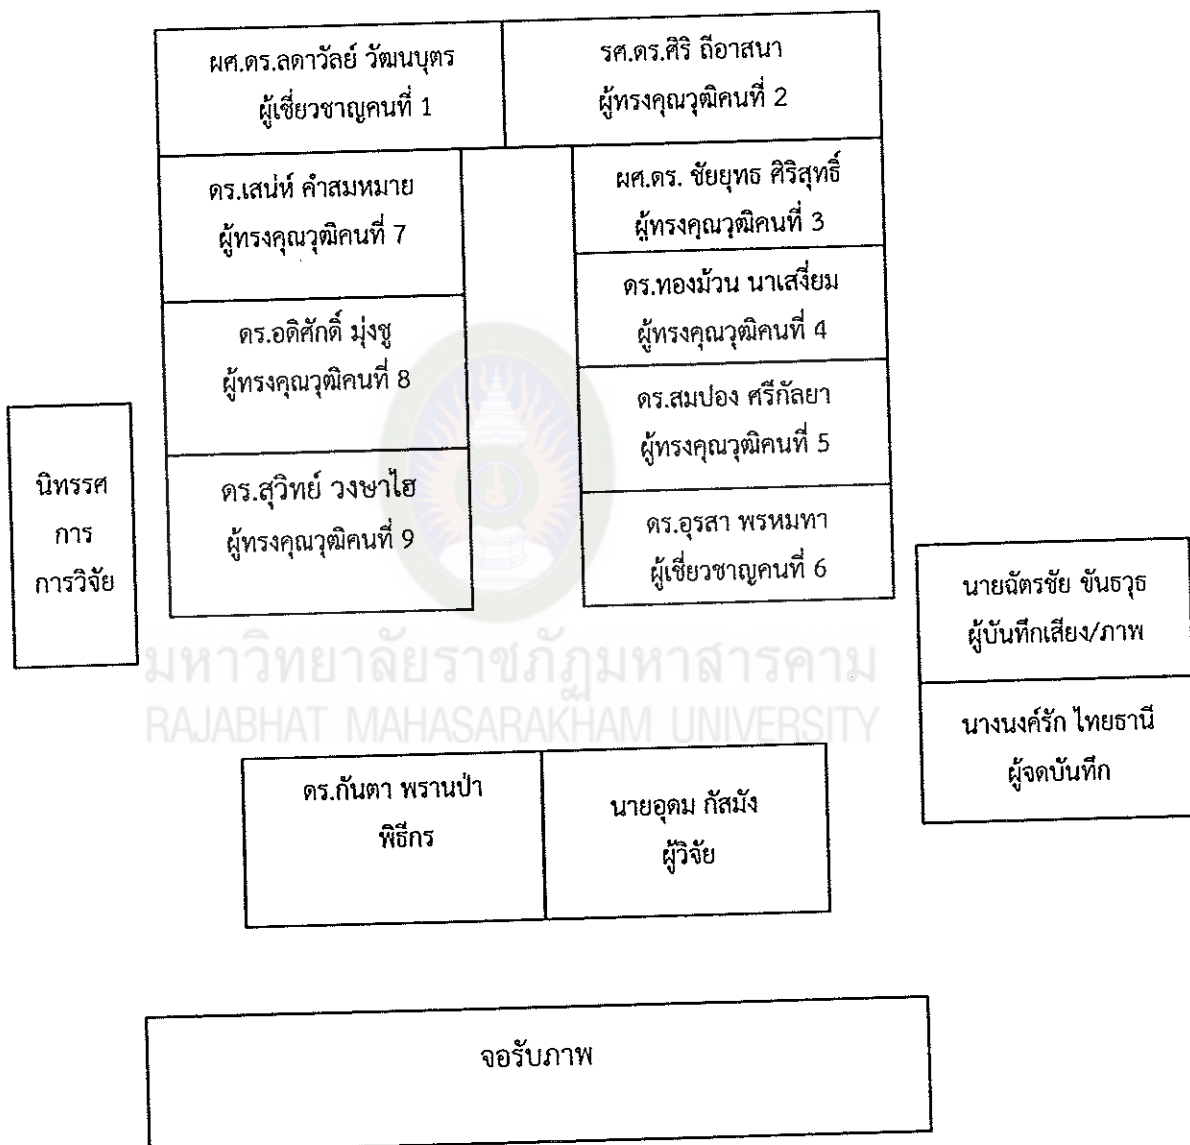 ผศ.ดร.ลดาวัลย์ วัฒนบุตร
ผู้เชี่ยวชาญคนที่ 1
รศ.ดร.ศิริ ถีอาสนา
ผู้ทรงคุณวุฒิคนที่ 2
ดร.เสน่ห์ คำสมหมาย
ผู้ทรงคุณวุฒิคนที่ 7
ผศ.ดร. ชัยยุทธ ศิริสุทธิ์
ผู้ทรงคุณวุฒิคนที่ 3
ดร.ทองม้วน นาเสงี่ยม
ผู้ทรงคุณวุฒิคนที่ 4
ดร.อดิศักดิ์ มุ่งชู
ผู้ทรงคุณวุฒิคนที่ 8
ดร.สมปอง ศรีกัลยา
ผู้ทรงคุณวุฒิคนที่ 5
นิทรรศ
การ
การวิจัย
ดร.สุวิทย์ วงษาไฮ
ผู้ทรงคุณวุฒิคนที่ 9
ดร.อุรสา พรหมทา
ผู้เชี่ยวชาญคนที่ 6
นายฉัตรชัย ขันธวุธ
ผู้บันทึกเสียง/ภาพ
นางนงค์รัก ไทยธานี
ผู้จดบันทึก
มหาวิทยาลัยราชภัฏมหาสารคาม
RAJABHAT MAHASARAKHAM UNIVERSITY
ดร.กันตา พรานป่า
พิธีกร
นายอุดม กัสมัง
ผู้วิจัย
จอรับภาพ